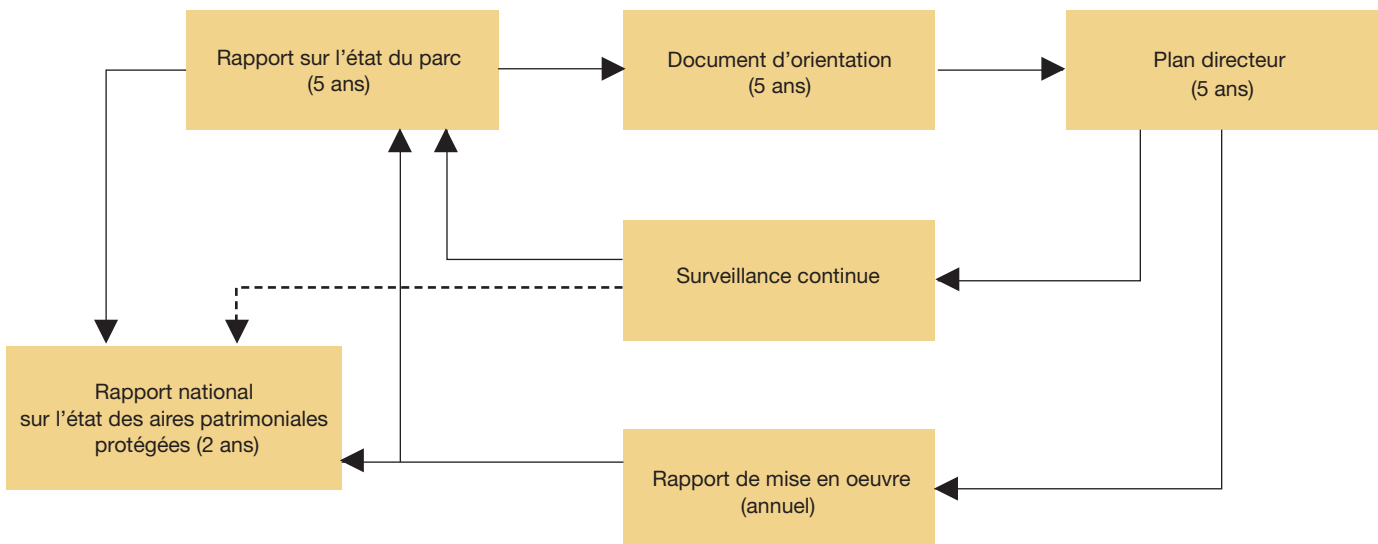 Rapport sur l’état du parc
(5 ans)
Document d’orientation
(5 ans)
Plan directeur
(5 ans)
Surveillance continue
Rapport national
sur l’état des aires patrimoniales
protégées (2 ans)
Rapport de mise en oeuvre
(annuel)